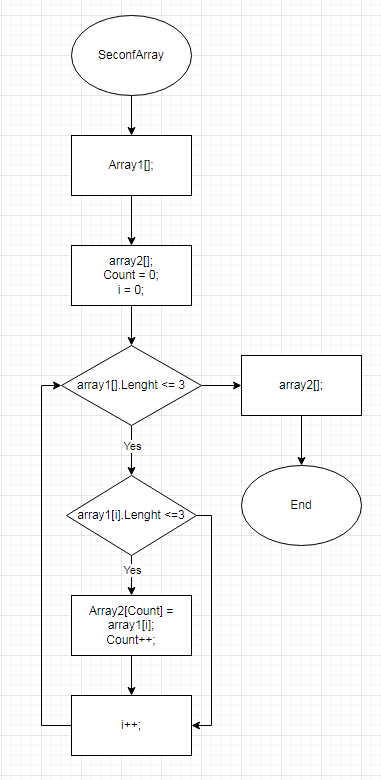 SeconfArray
Array1[];
array2[];
Count = 0;
i = 0;
array1[].Lenght <= 3
array2[];
Yes
array1[i].Lenght <=3
End
Yes
Array2[Count] =
array1[i];
Count++;
i++;